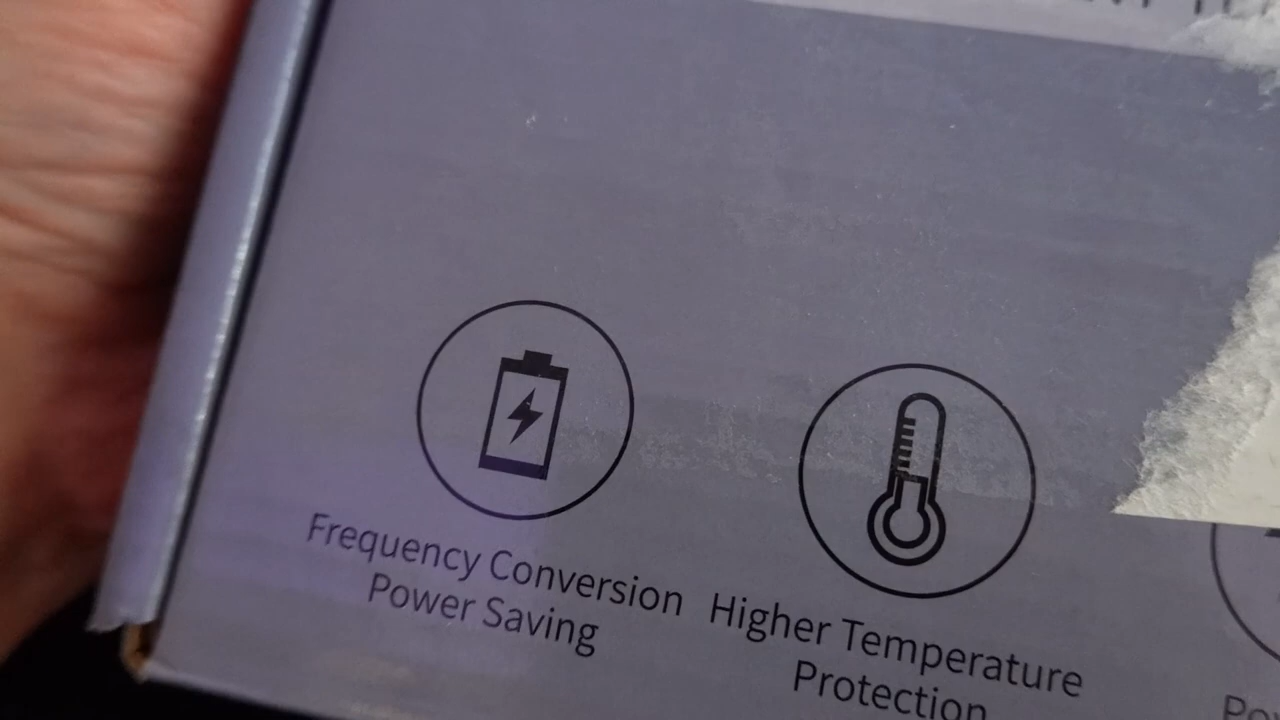 Frequency Conversion
Power Saving
Higher Temperature
Protection